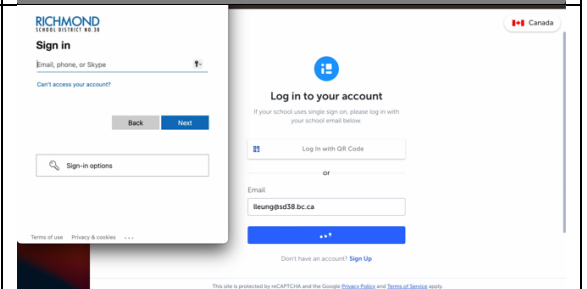 RICHMOND
SCHOOL DISTRICT NO.38
Sign in
Email, phone, or Skype
Can't access your account?
Back
Next
Sign-in options
Terms of use Privacy & cookies ...
Canada
Log in to your account
If your school uses single sign on, please log in with
your school email below.
Log In with QR Code
or
Email
lleung@sd38.bc.ca
Don't have an account? Sign Up
This site is protected by reCAPTCHA and the Google Privacy Policy and Terms of Service apply.